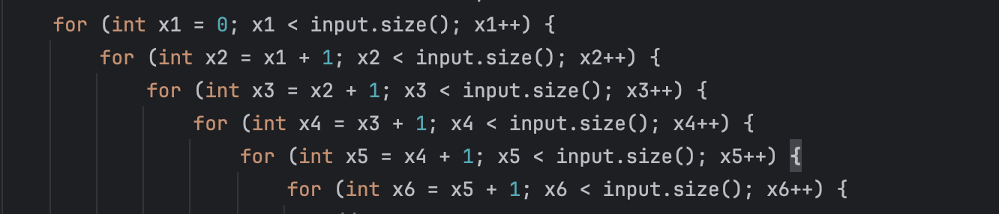 for (int x1 = 0; x1 < input.size(); x1++) {
for (int x2 = x1 + 1; x2 < input.size(); x2++) {
for (int x3 = x2 + 1; x3 < input.size(); x3++) {
for (int x4 = x3 + 1; x4 < input.size(); x4++) {
for (int x5 = x4 + 1; x5 < input.size(); x5++) {
for (int x6 = x5 + 1; x6 < input.size(); x6++) {